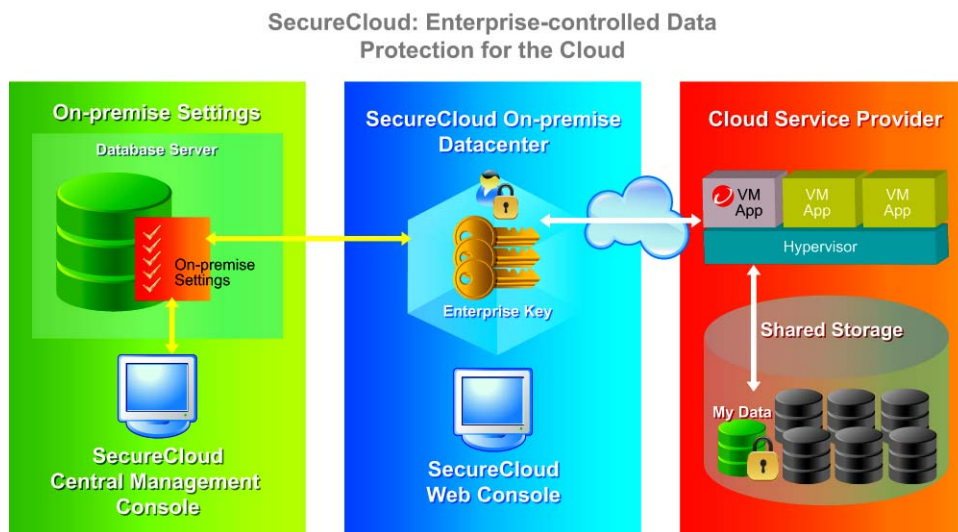 SecureCloud: Enterprise-controlled Data
Protection for the Cloud
On-premise Settings
Database Server
On-premise
Settings
SecureCloud
Central Management
Console
SecureCloud On-premise
Datacenter
Enterprise Key
SecureCloud
Web Console
Cloud Service Provider
VM
App
VM
App
VM
App
Hypervisor
Shared Storage
My Data